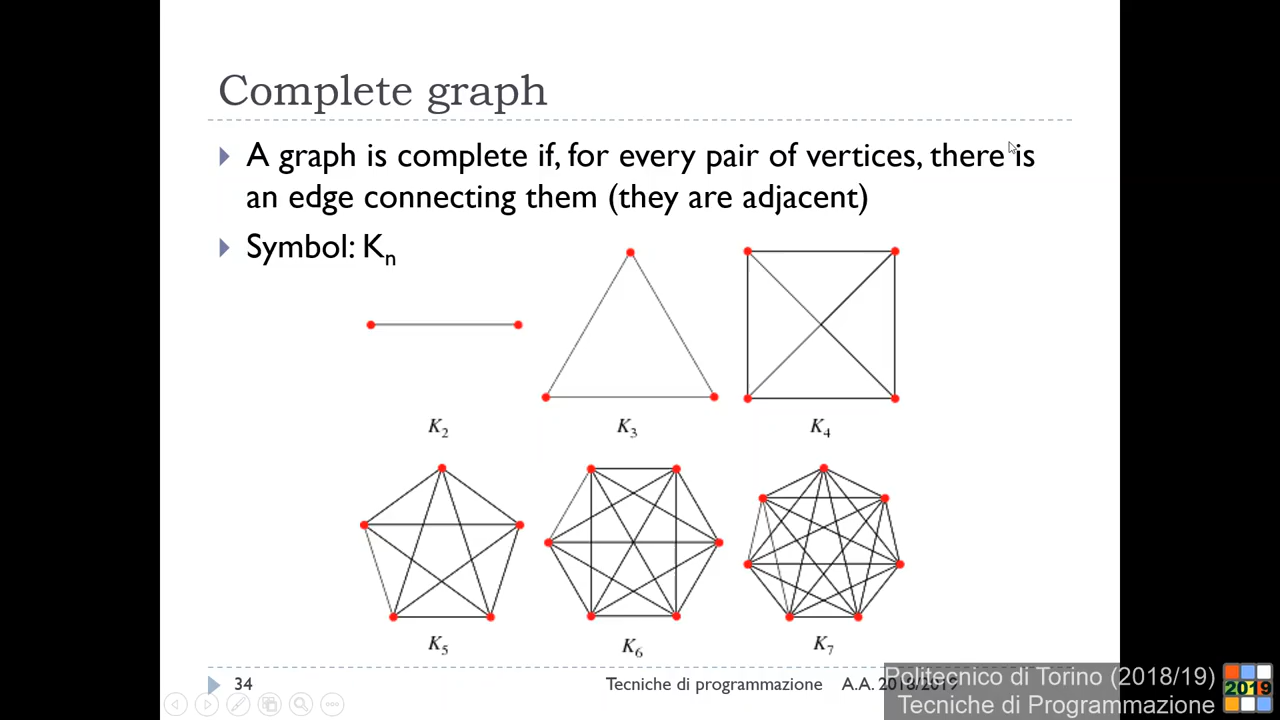 Complete graph
A graph is complete if, for every pair of vertices, there is
an edge connecting them (they are adjacent)
Symbol: Kn
K2
K3
K4
K5
K6
K7
34
Tecniche di programmazione A.A. 2018/2019
Politecnico di Torino (2018/19)
Tecniche di Programmazione
2019